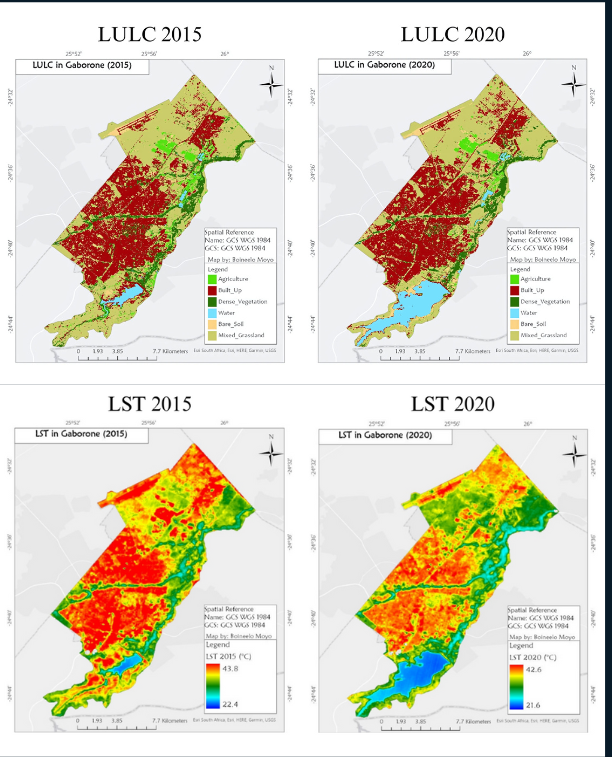 LULC 2015
LULC 2020
25°52'
25°56'
26°
25°52'
25°56'
26°
LULC in Gaborone (2015)
LULC in Gaborone (2020)
N
N
-24°32'
-24°36'
-24°40'
-24°44'
-24°32'
-24°36'
-24°40'
-24°44'
Spatial Reference
Name: GCS WGS 1984
GCS: GCS WGS 1984
Map by: Boineelo Moyo
Legend
Agriculture
Built_Up
Dense_Vegetation
Water
Bare_Soil
Mixed_Grassland
Spatial Reference
Name: GCS WGS 1984
GCS: GCS WGS 1984
Map by: Boineelo Moyo
Legend
Agriculture
Built_Up
Dense_Vegetation
Water
Bare_Soil
Mixed_Grassland
0 1.93 3.85 7.7 Kilometers
Esri South Africa, Esri, HERE, Garmin, USGS
0 1.93 3.85 7.7 Kilometers
Esri South Africa, Esri, HERE, Garmin, USGS
LST 2015
LST 2020
25°52'
25°56'
26°
25°52'
25°56'
26°
LST in Gaborone (2015)
LST in Gaborone (2020)
N
N
-24°32'
-24°36'
-24°40'
-24°44'
-24°32'
-24°36'
-24°40'
-24°44'
Spatial Reference
Name: GCS WGS 1984
GCS: GCS WGS 1984
Map by: Boineelo Moyo
Legend
LST 2015 (°C)
43.8
22.4
Spatial Reference
Name: GCS WGS 1984
GCS: GCS WGS 1984
Map by: Boineelo Moyo
Legend
LST 2020 (°C)
42.6
21.6
0 1.93 3.85 7.7 Kilometers
Esri South Africa, Esri, HERE, Garmin, USGS
0 1.93 3.85 7.7 Kilometers
Esri South Africa, Esri, HERE, Garmin, USGS